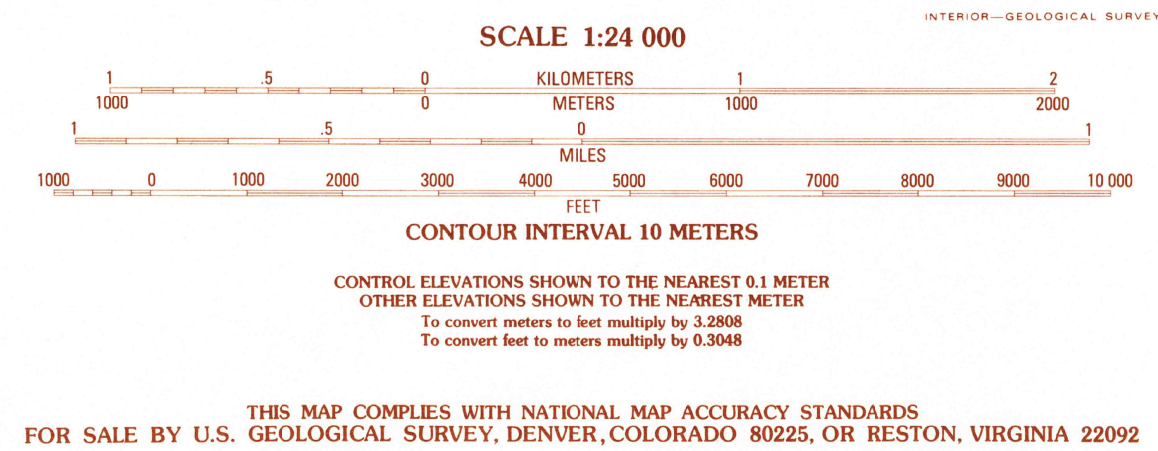 INTERIOR—GEOLOGICAL SURVEY
SCALE 1:24 000
1 .5 0 KILOMETERS 1 2
1000 0 METERS 1000 2000
1 .5 0 1
MILES
1000 0 1000 2000 3000 4000 5000 6000 7000 8000 9000 10 000
FEET
CONTOUR INTERVAL 10 METERS
CONTROL ELEVATIONS SHOWN TO THE NEAREST 0.1 METER
OTHER ELEVATIONS SHOWN TO THE NEAREST METER
To convert meters to feet multiply by 3.2808
To convert feet to meters multiply by 0.3048
THIS MAP COMPLIES WITH NATIONAL MAP ACCURACY STANDARDS
FOR SALE BY U.S. GEOLOGICAL SURVEY, DENVER, COLORADO 80225, OR RESTON, VIRGINIA 22092